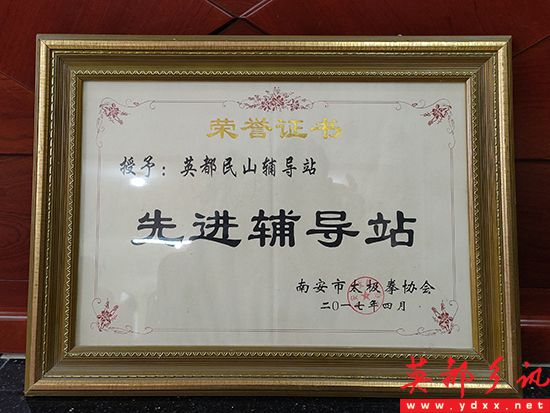 荣誉证书
授予：英都民山辅导站
先进辅导站
南安市太极拳协会
二〇一七年四月
英都乡讯
www.ydxx.net